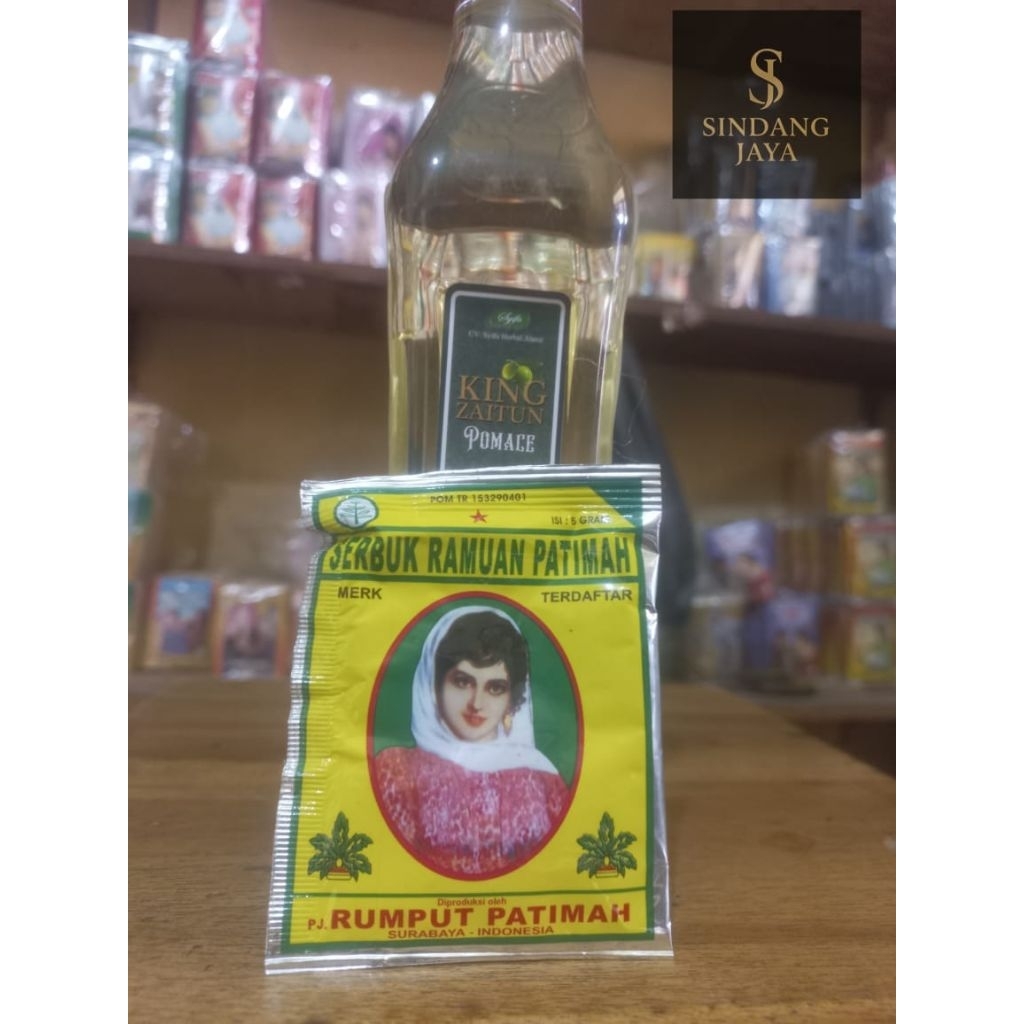 SJ
SINDANG
JAYA
Syifa
KING
ZAITUN
POMACE
POM TR 153290401
ISI : 5 GRAM
SERBUK RAMUAN PATIMAH
MERK TERDAFTAR
Diproduksi oleh
PJ. RUMPUT PATIMAH
SURABAYA - INDONESIA